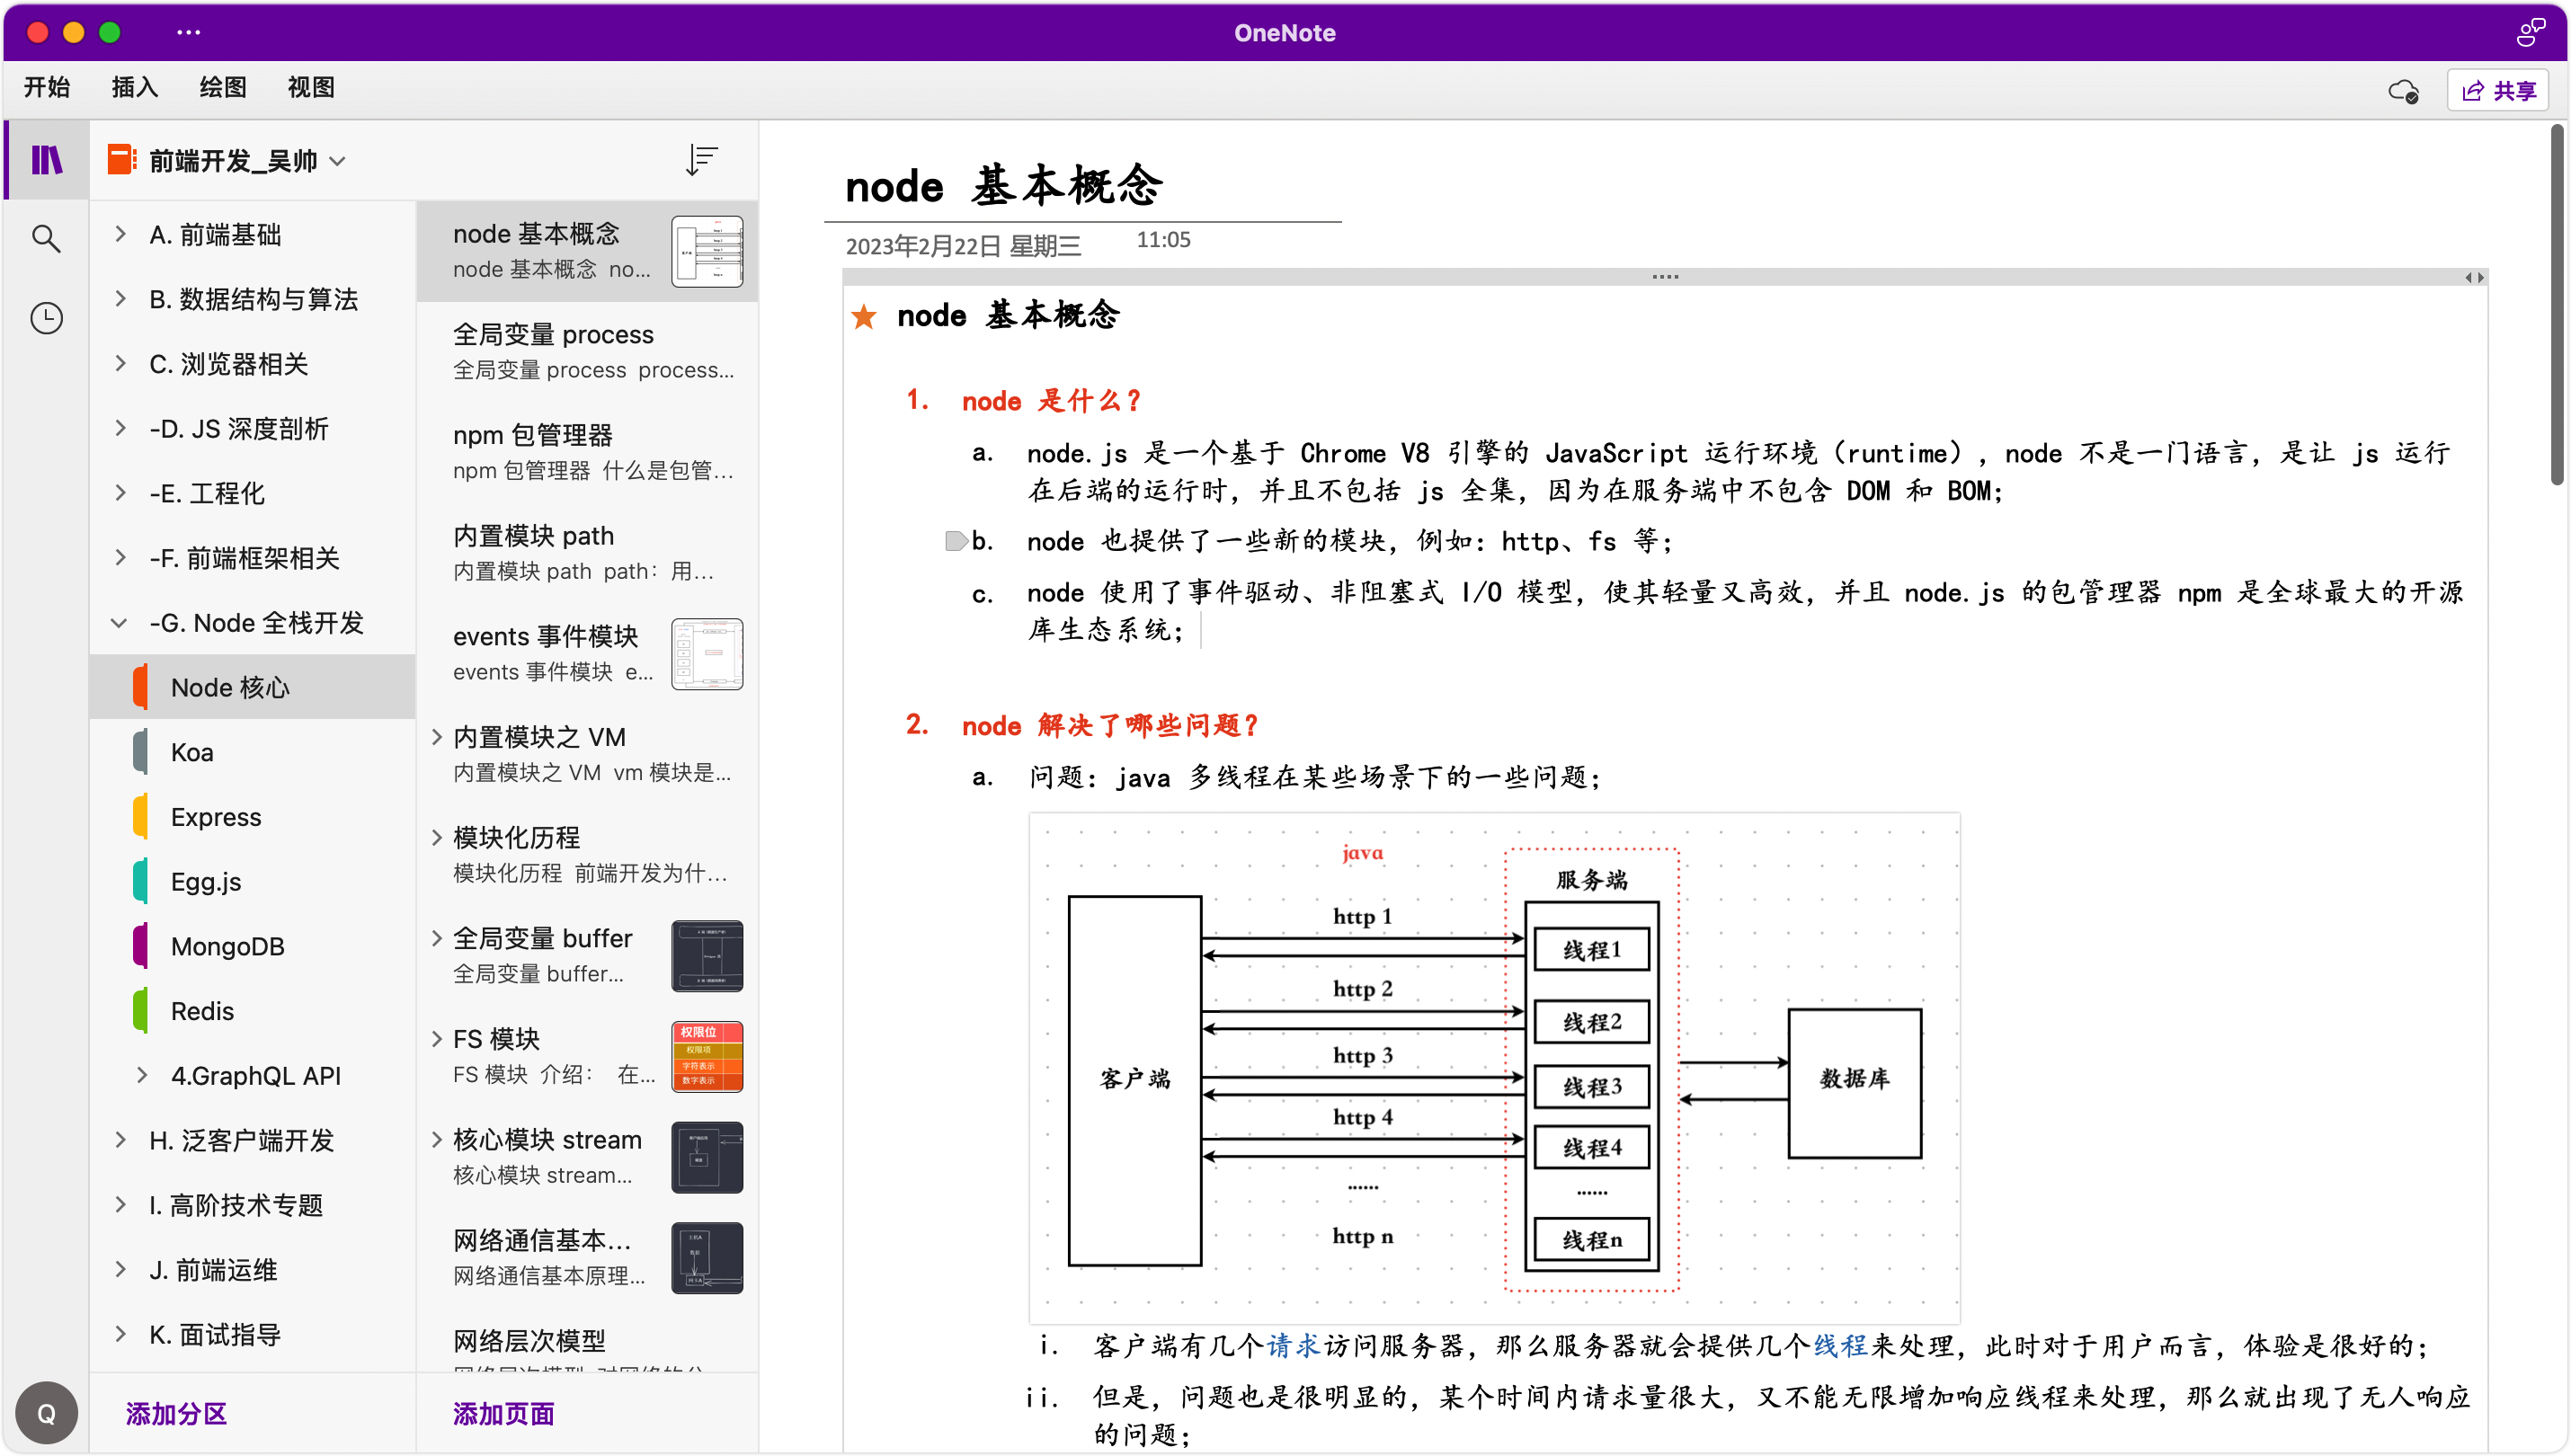 OneNote
开始 插入 绘图 视图
共享
前端开发_吴帅
A. 前端基础
B. 数据结构与算法
C. 浏览器相关
-D. JS 深度剖析
-E. 工程化
-F. 前端框架相关
-G. Node 全栈开发
Node 核心
Koa
Express
Egg.js
MongoDB
Redis
4.GraphQL API
H. 泛客户端开发
I. 高阶技术专题
J. 前端运维
K. 面试指导
添加分区
Q
node 基本概念
node 基本概念 no...
全局变量 process
全局变量 process process...
npm 包管理器
npm 包管理器 什么是包管...
内置模块 path
内置模块 path path：用...
events 事件模块
events 事件模块 e...
内置模块之 VM
内置模块之 VM vm 模块是...
模块化历程
模块化历程 前端开发为什...
全局变量 buffer
全局变量 buffer...
FS 模块
FS 模块 介绍： 在...
权限位
权限项
字符表示
数字表示
核心模块 stream
核心模块 stream...
网络通信基本...
网络通信基本原理...
网络层次模型
添加页面
node 基本概念
2023年2月22日 星期三 11:05
node 基本概念
1. node 是什么？
a. node.js 是一个基于 Chrome V8 引擎的 JavaScript 运行环境（runtime），node 不是一门语言，是让 js 运行
在后端的运行时，并且不包括 js 全集，因为在服务端中不包含 DOM 和 BOM；
b. node 也提供了一些新的模块，例如：http、fs 等；
c. node 使用了事件驱动、非阻塞式 I/O 模型，使其轻量又高效，并且 node.js 的包管理器 npm 是全球最大的开源
库生态系统；
2. node 解决了哪些问题？
a. 问题：java 多线程在某些场景下的一些问题；
java
服务端
http 1
线程1
http 2
线程2
http 3
线程3
客户端
数据库
http 4
线程4
......
......
http n
线程n
i. 客户端有几个请求访问服务器，那么服务器就会提供几个线程来处理，此时对于用户而言，体验是很好的；
ii. 但是，问题也是很明显的，某个时间内请求量很大，又不能无限增加响应线程来处理，那么就出现了无人响应
的问题；